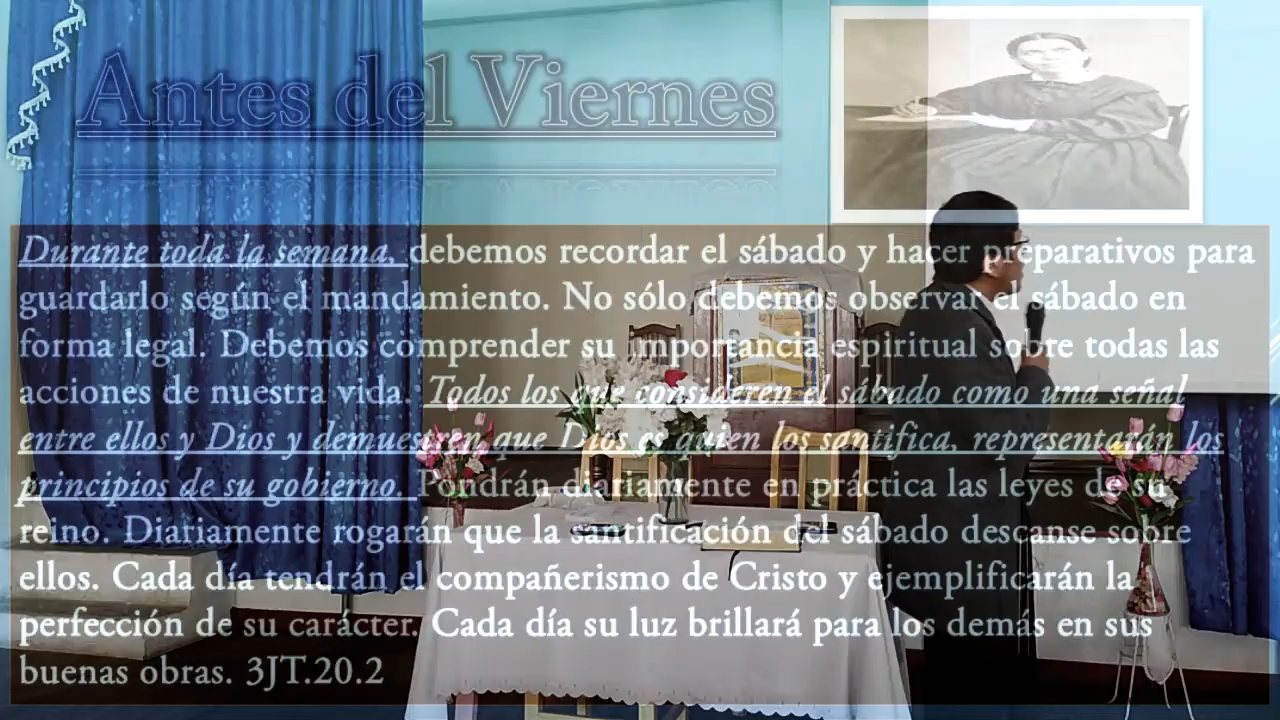 Antes del Viernes
Durante toda la semana, debemos recordar el sábado y hacer preparativos para
guardarlo según el mandamiento. No sólo debemos observar el sábado en
forma legal. Debemos comprender su importancia espiritual sobre todas las
acciones de nuestra vida. Todos los que consideren el sábado como una señal
entre ellos y Dios y demuestren que Dios es quien los santifica, representarán los
principios de su gobierno. Pondrán diariamente en práctica las leyes de su
reino. Diariamente rogarán que la santificación del sábado descanse sobre
ellos. Cada día tendrán el compañerismo de Cristo y ejemplificarán la
perfección de su carácter. Cada día su luz brillará para los demás en sus
buenas obras. 3JT.20.2